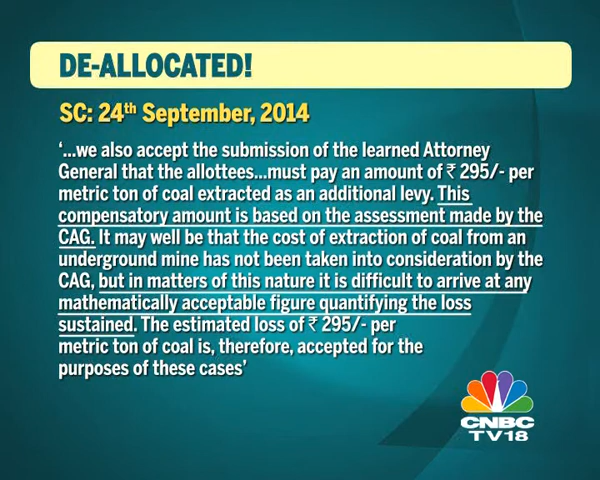 DE-ALLOCATED!
SC: 24th September, 2014
‘...we also accept the submission of the learned Attorney
General that the allottees...must pay an amount of ₹ 295/- per
metric ton of coal extracted as an additional levy. This
compensatory amount is based on the assessment made by the
CAG. It may well be that the cost of extraction of coal from an
underground mine has not been taken into consideration by the
CAG, but in matters of this nature it is difficult to arrive at any
mathematically acceptable figure quantifying the loss
sustained. The estimated loss of ₹ 295/- per
metric ton of coal is, therefore, accepted for the
purposes of these cases’
CNBC
TV18